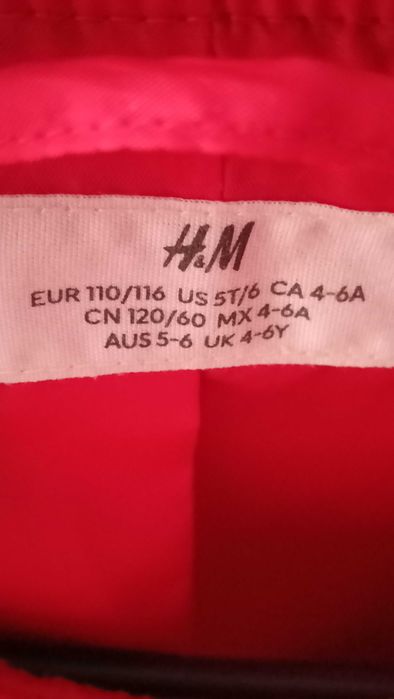 H&M
EUR 110/116 US 5T/6 CA 4-6A
CN 120/60 MX 4-6A
AUS 5-6 UK 4-6Y